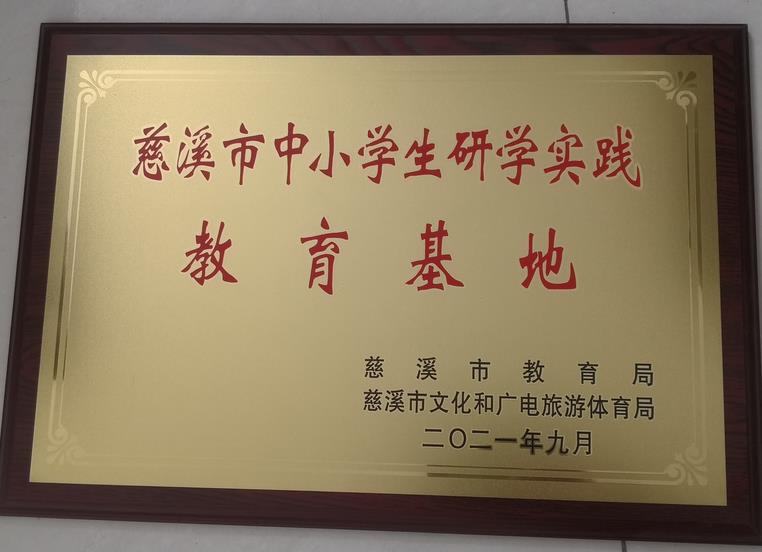 慈溪市中小学生研学实践
教育基地
慈溪市教育局
慈溪市文化和广电旅游体育局
二〇二一年九月